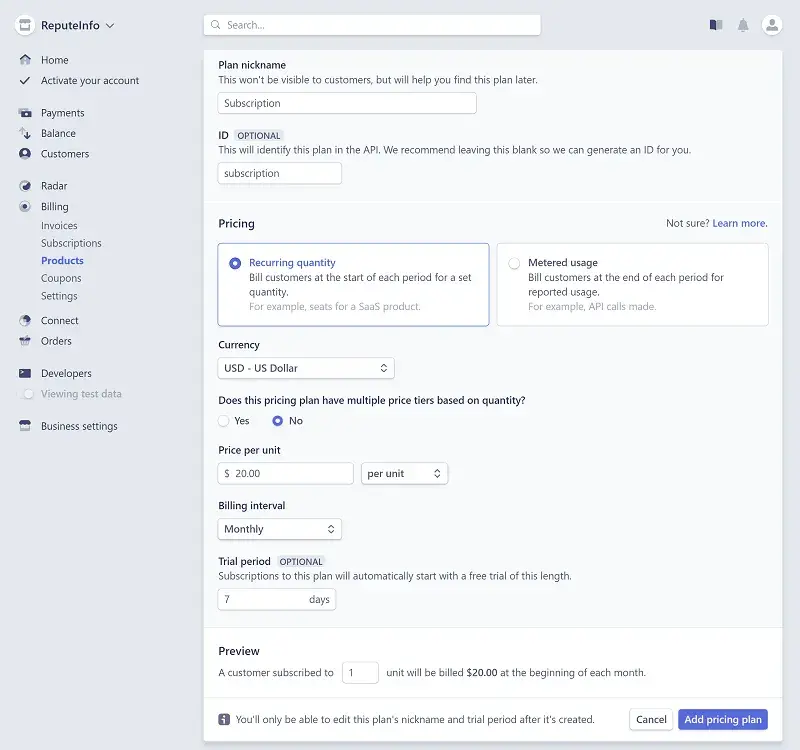 ReputeInfo
Search...
Home
Activate your account
Payments
Balance
Customers
Radar
Billing
Invoices
Subscriptions
Products
Coupons
Settings
Connect
Orders
Developers
Viewing test data
Business settings
Plan nickname
This won't be visible to customers, but will help you find this plan later.
Subscription
ID OPTIONAL
This will identify this plan in the API. We recommend leaving this blank so we can generate an ID for you.
subscription
Pricing
Not sure? Learn more.
Recurring quantity
Bill customers at the start of each period for a set
quantity.
For example, seats for a SaaS product.
Metered usage
Bill customers at the end of each period for
reported usage.
For example, API calls made.
Currency
USD - US Dollar
Does this pricing plan have multiple price tiers based on quantity?
Yes No
Price per unit
$ 20.00 per unit
Billing interval
Monthly
Trial period OPTIONAL
Subscriptions to this plan will automatically start with a free trial of this length.
7 days
Preview
A customer subscribed to 1 unit will be billed $20.00 at the beginning of each month.
You'll only be able to edit this plan's nickname and trial period after it's created.
Cancel Add pricing plan